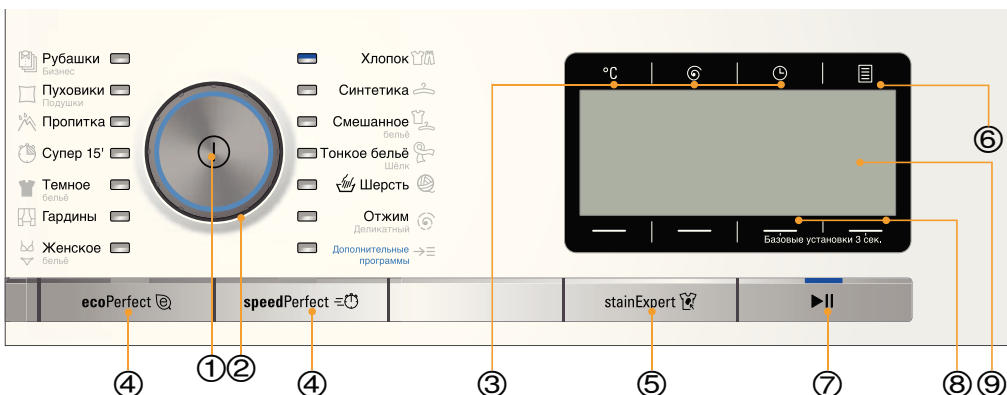 Рубашки
Бизнес
Пуховики
Подушки
Пропитка
Супер 15'
Темное
бельё
Гардины
Женское
бельё
Хлопок
Синтетика
Смешанное
бельё
Тонкое бельё
Шёлк
Шерсть
Отжим
Деликатный
Дополнительные
программы
°C
Базовые установки 3 сек.
ecoPerfect
speedPerfect
stainExpert
④ ① ② ④ ③ ⑤ ⑦ ⑧ ⑨
⑥